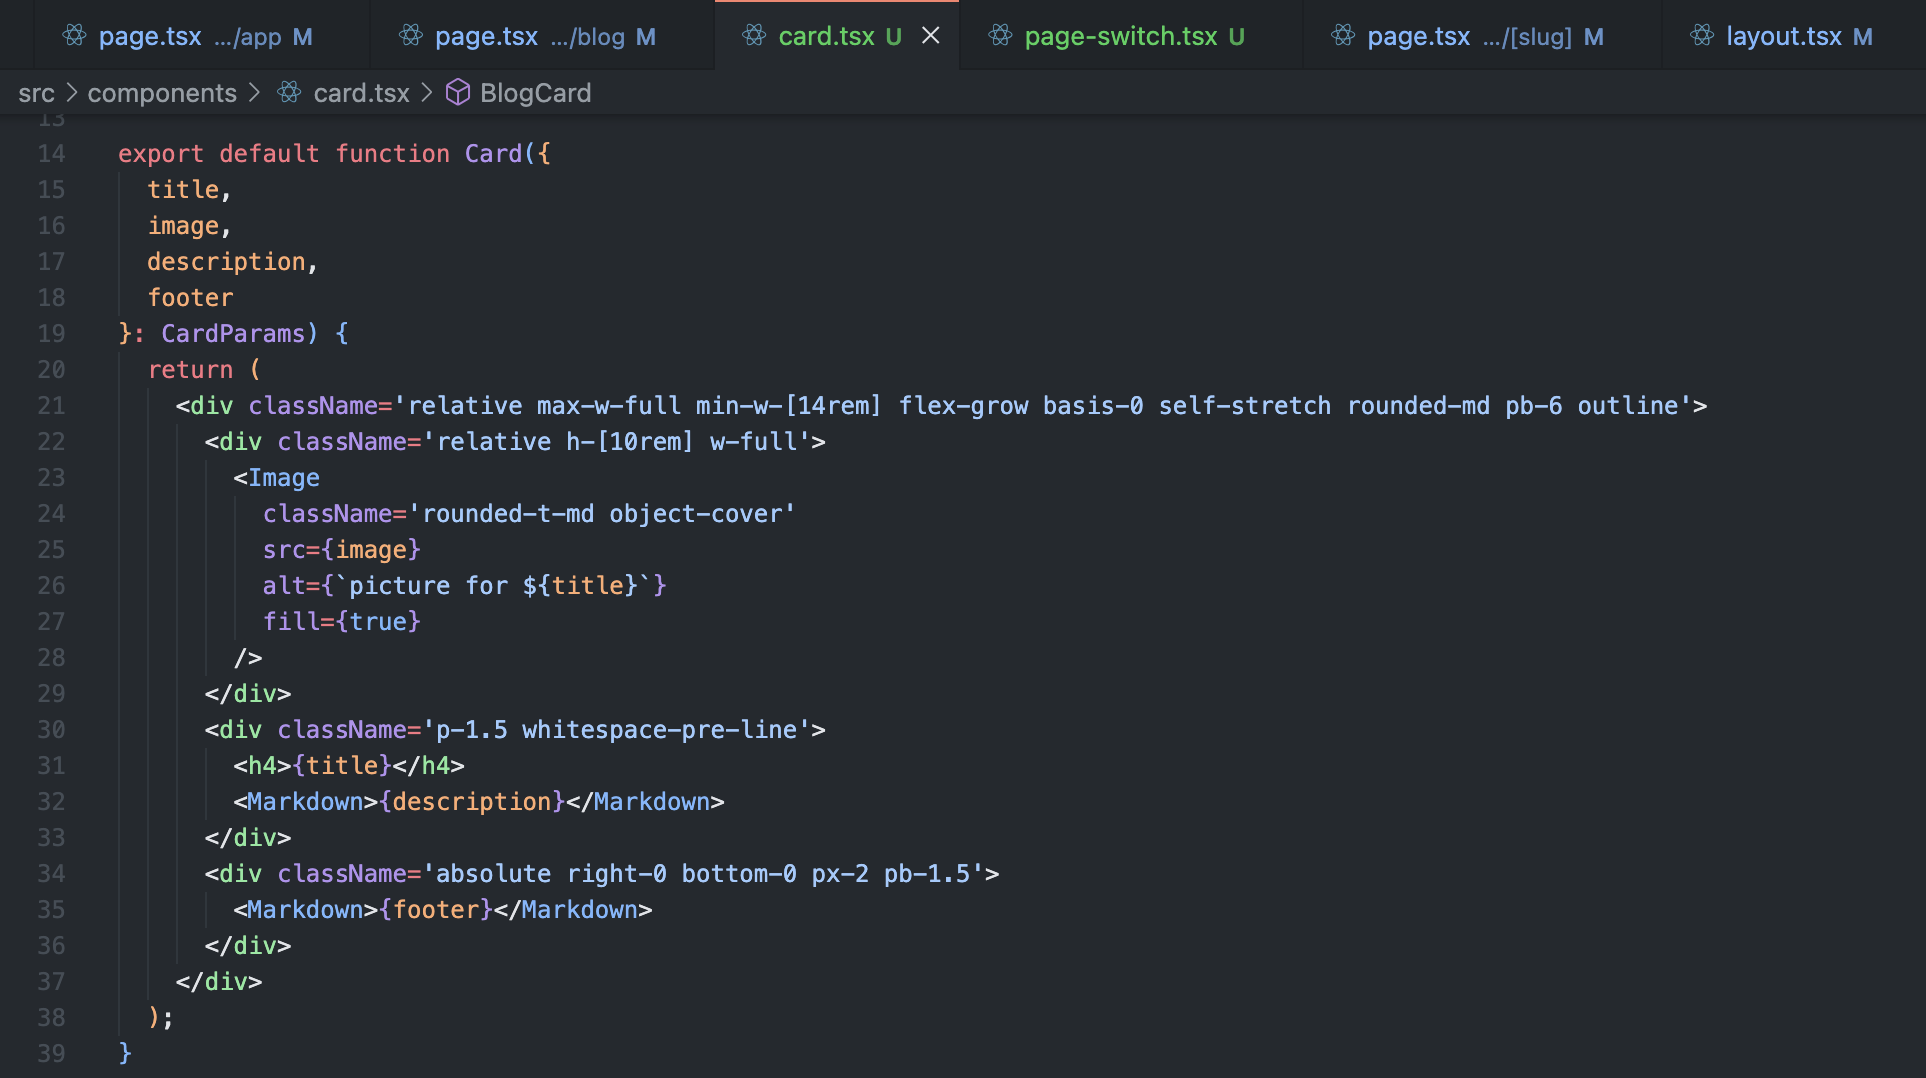 page.tsx .../app M page.tsx .../blog M card.tsx U page-switch.tsx U page.tsx .../[slug] M layout.tsx M
src > components > card.tsx > BlogCard
13
14 export default function Card({
15   title,
16   image,
17   description,
18   footer
19 }: CardParams) {
20   return (
21     <div className='relative max-w-full min-w-[14rem] flex-grow basis-0 self-stretch rounded-md pb-6 outline'>
22       <div className='relative h-[10rem] w-full'>
23         <Image
24           className='rounded-t-md object-cover'
25           src={image}
26           alt={`picture for ${title}`}
27           fill={true}
28         />
29       </div>
30       <div className='p-1.5 whitespace-pre-line'>
31         <h4>{title}</h4>
32         <Markdown>{description}</Markdown>
33       </div>
34       <div className='absolute right-0 bottom-0 px-2 pb-1.5'>
35         <Markdown>{footer}</Markdown>
36       </div>
37     </div>
38   );
39 }